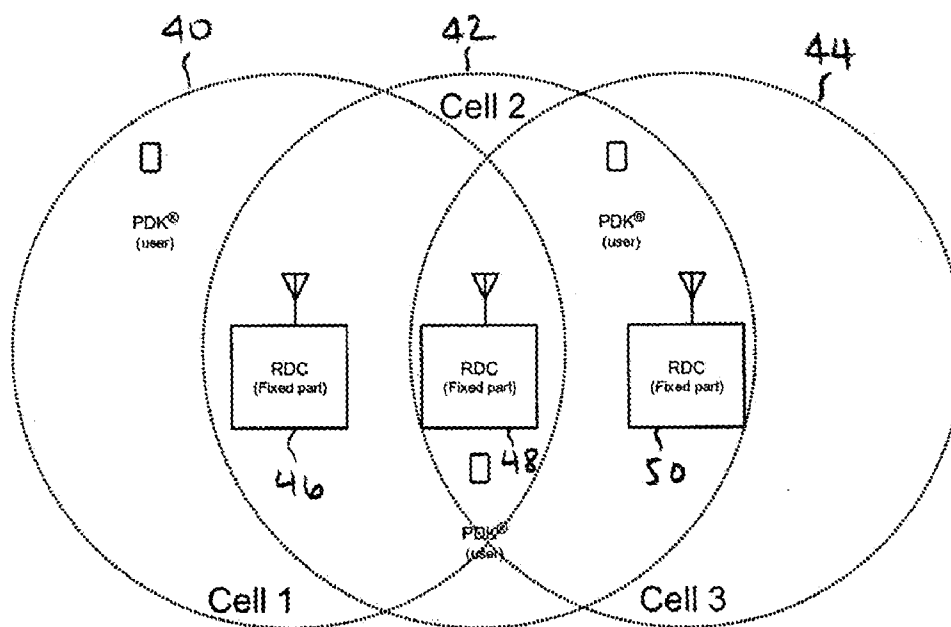 40
42
44
Cell 2
PDK®
(user)
PDK®
(user)
RDC
(Fixed part)
RDC
(Fixed part)
RDC
(Fixed part)
46
48
50
PDK®
(user)
Cell 1
Cell 3